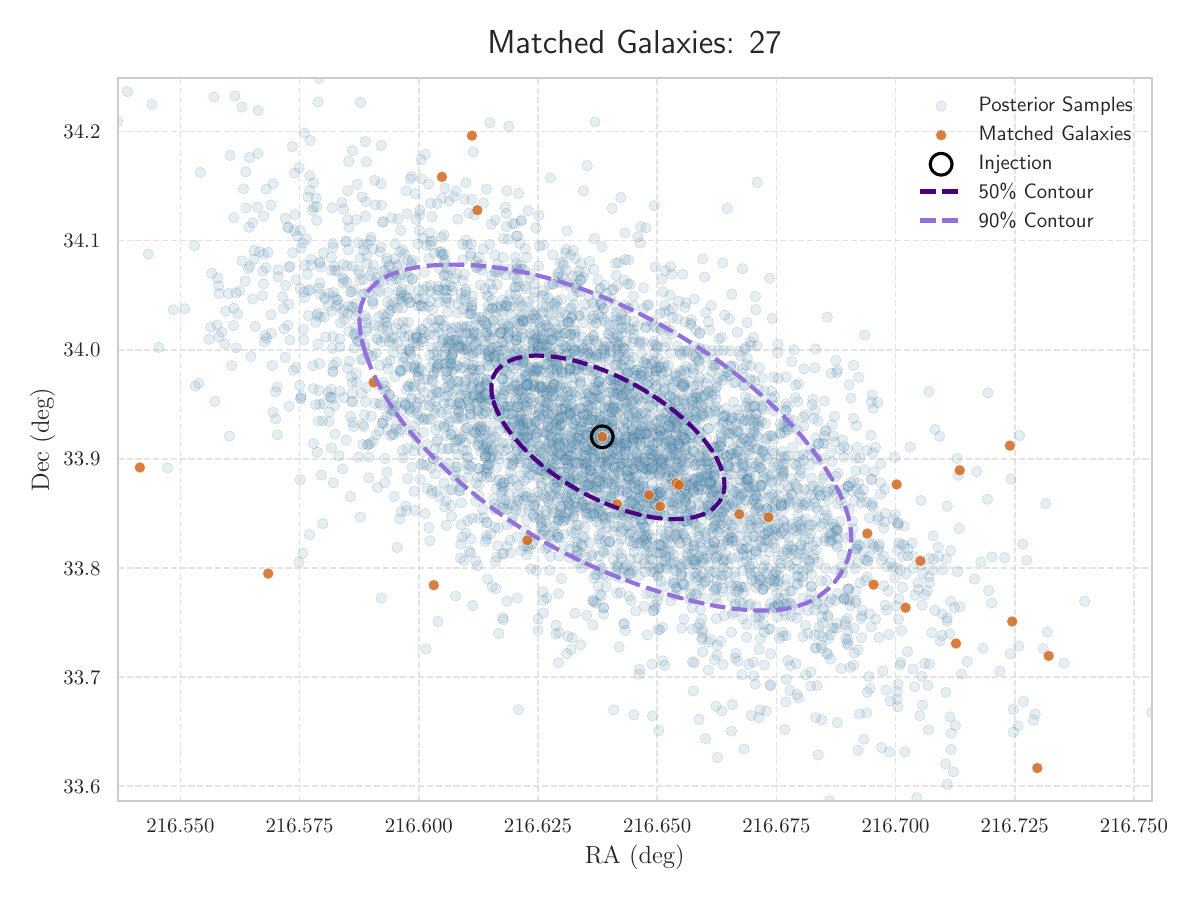 Matched Galaxies: 27
Posterior Samples
Matched Galaxies
Injection
50% Contour
90% Contour
34.2
34.1
34.0
33.9
33.8
33.7
33.6
Dec (deg)
216.550 216.575 216.600 216.625 216.650 216.675 216.700 216.725 216.750
RA (deg)